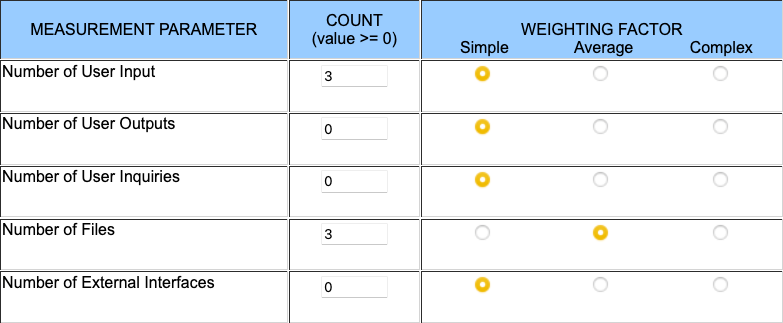 MEASUREMENT PARAMETER
COUNT
(value >= 0)
WEIGHTING FACTOR
Simple Average Complex
Number of User Input 3
Number of User Outputs 0
Number of User Inquiries 0
Number of Files 3
Number of External Interfaces 0